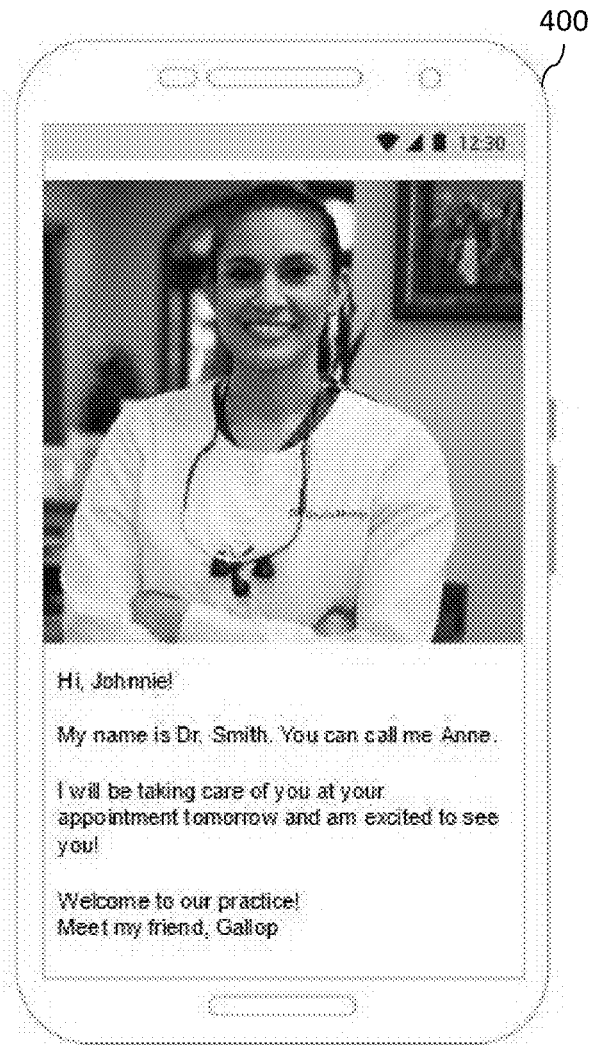 400
12:30
Hi, Johnnie!
My name is Dr. Smith. You can call me Anne.
I will be taking care of you at your
appointment tomorrow and am excited to see
you!
Welcome to our practice!
Meet my friend, Gallop